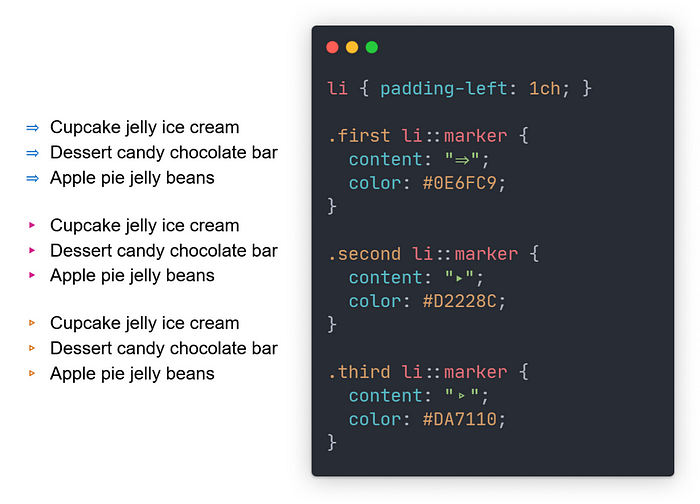 ⇒ Cupcake jelly ice cream
⇒ Dessert candy chocolate bar
⇒ Apple pie jelly beans
▸ Cupcake jelly ice cream
▸ Dessert candy chocolate bar
▸ Apple pie jelly beans
▹ Cupcake jelly ice cream
▹ Dessert candy chocolate bar
▹ Apple pie jelly beans
li { padding-left: 1ch; }
.first li::marker {
content: "⇒";
color: #0E6FC9;
}
.second li::marker {
content: "▸";
color: #D2228C;
}
.third li::marker {
content: "▹";
color: #DA7110;
}